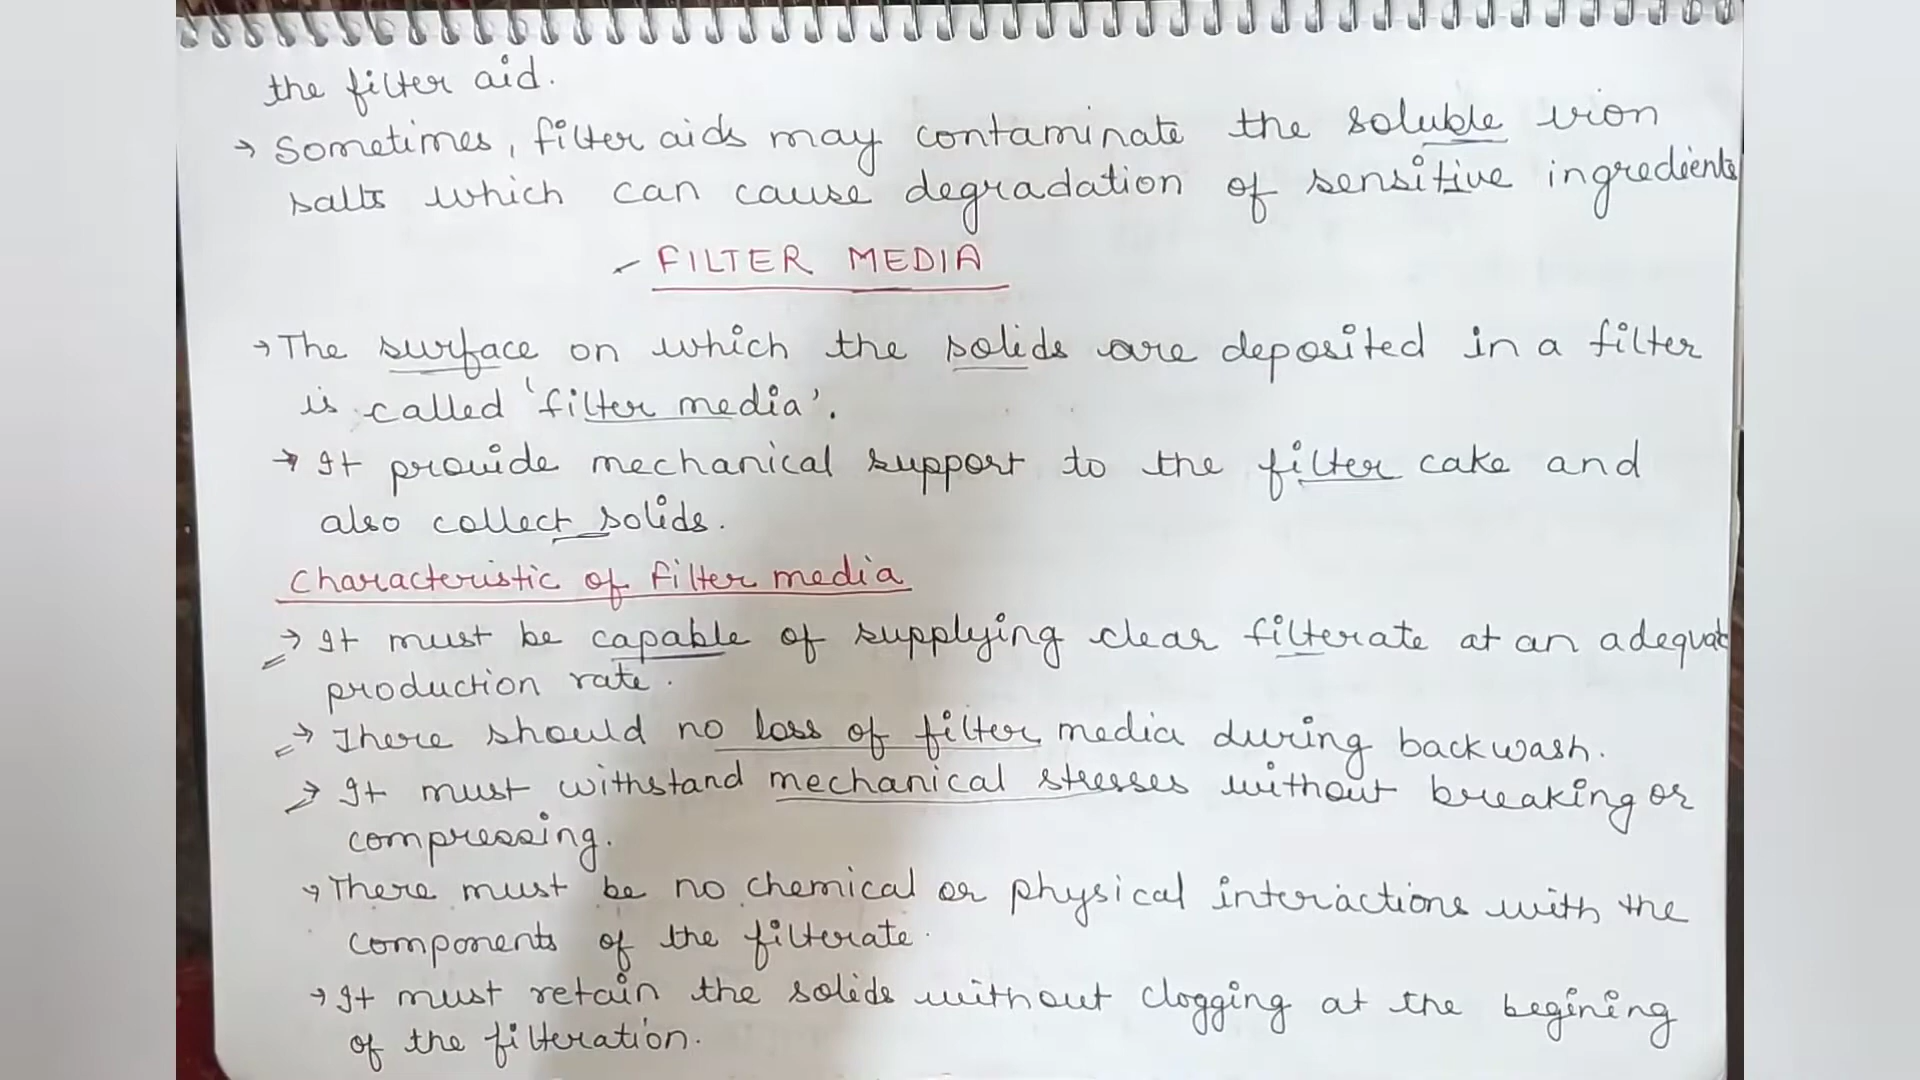 the filter aid.
→ Sometimes, filter aids may contaminate the soluble iron
salts which can cause degradation of sensitive ingredients
FILTER MEDIA
→ The surface on which the solids are deposited in a filter
is called 'filter media'.
→ It provide mechanical support to the filter cake and
also collect solids.
Characteristic of Filter media
→ It must be capable of supplying clear filterate at an adequat
production rate.
→ There should no loss of filter media during backwash.
→ It must withstand mechanical stresses without breaking or
compressing.
→ There must be no chemical or physical interactions with the
components of the filterate.
→ It must retain the solids without clogging at the begining
of the filteration.